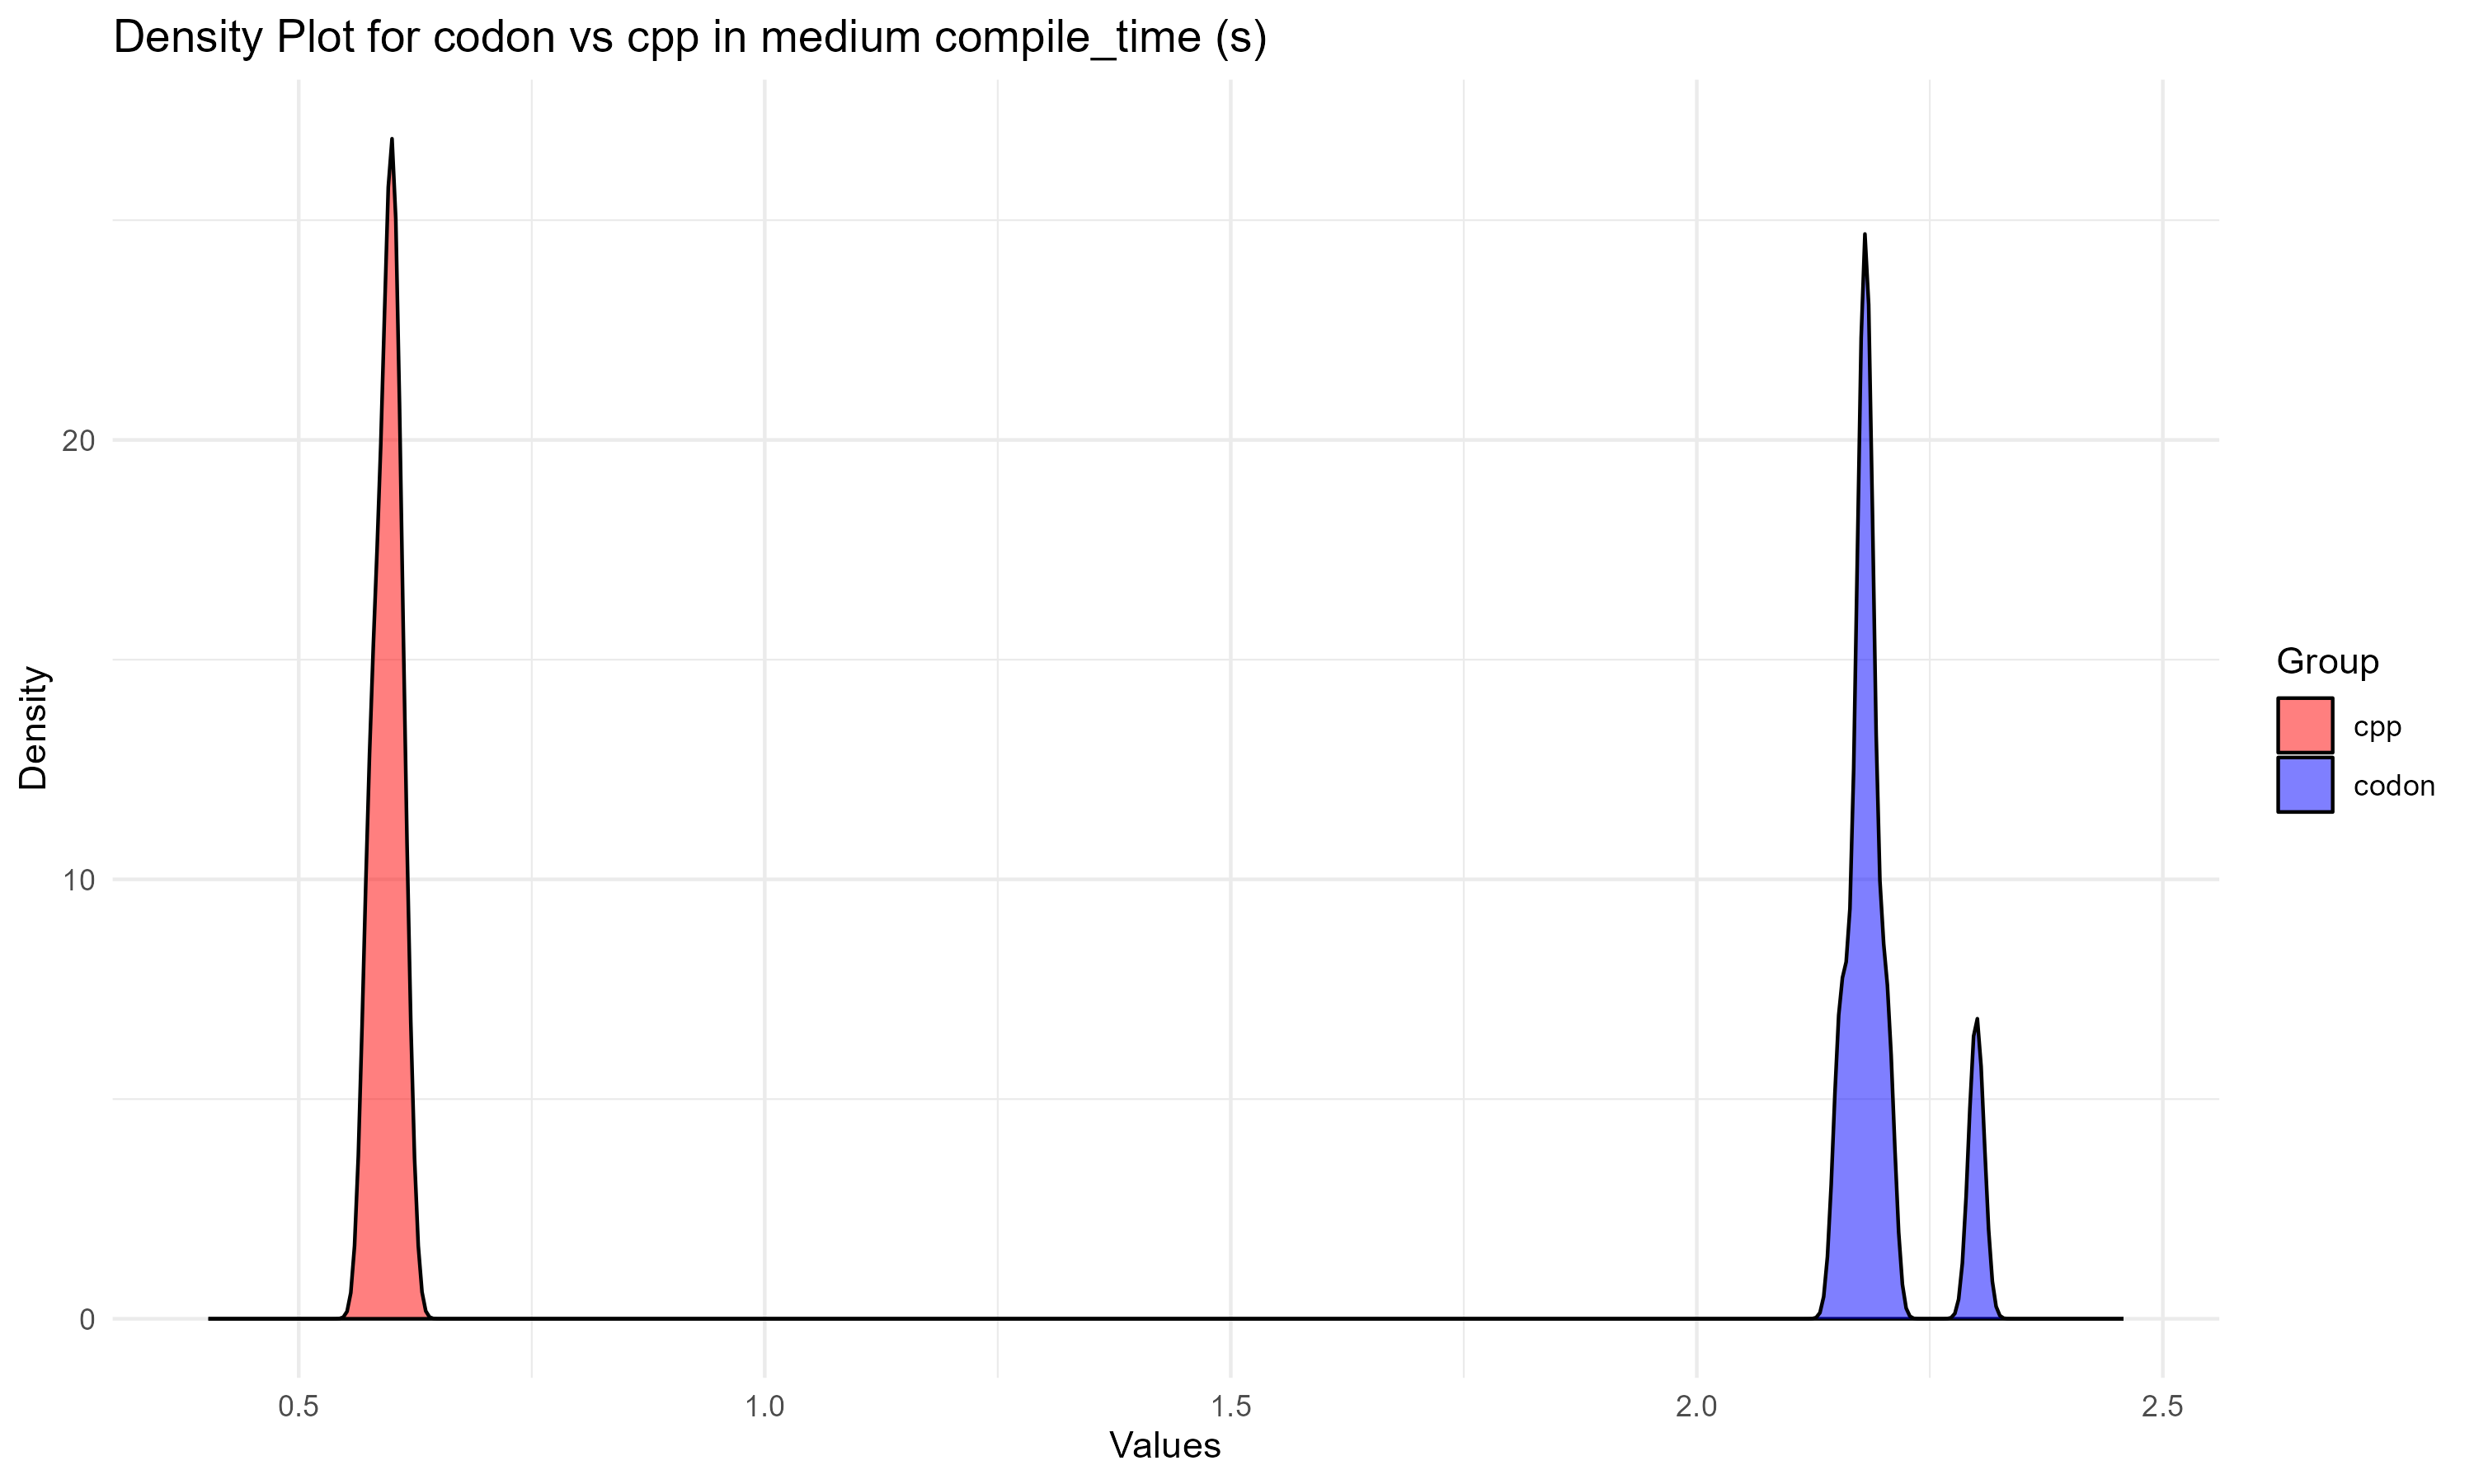 Density Plot for codon vs cpp in medium compile_time (s)
Density
20
10
0
0.5
1.0
1.5
2.0
2.5
Values
Group
cpp
codon